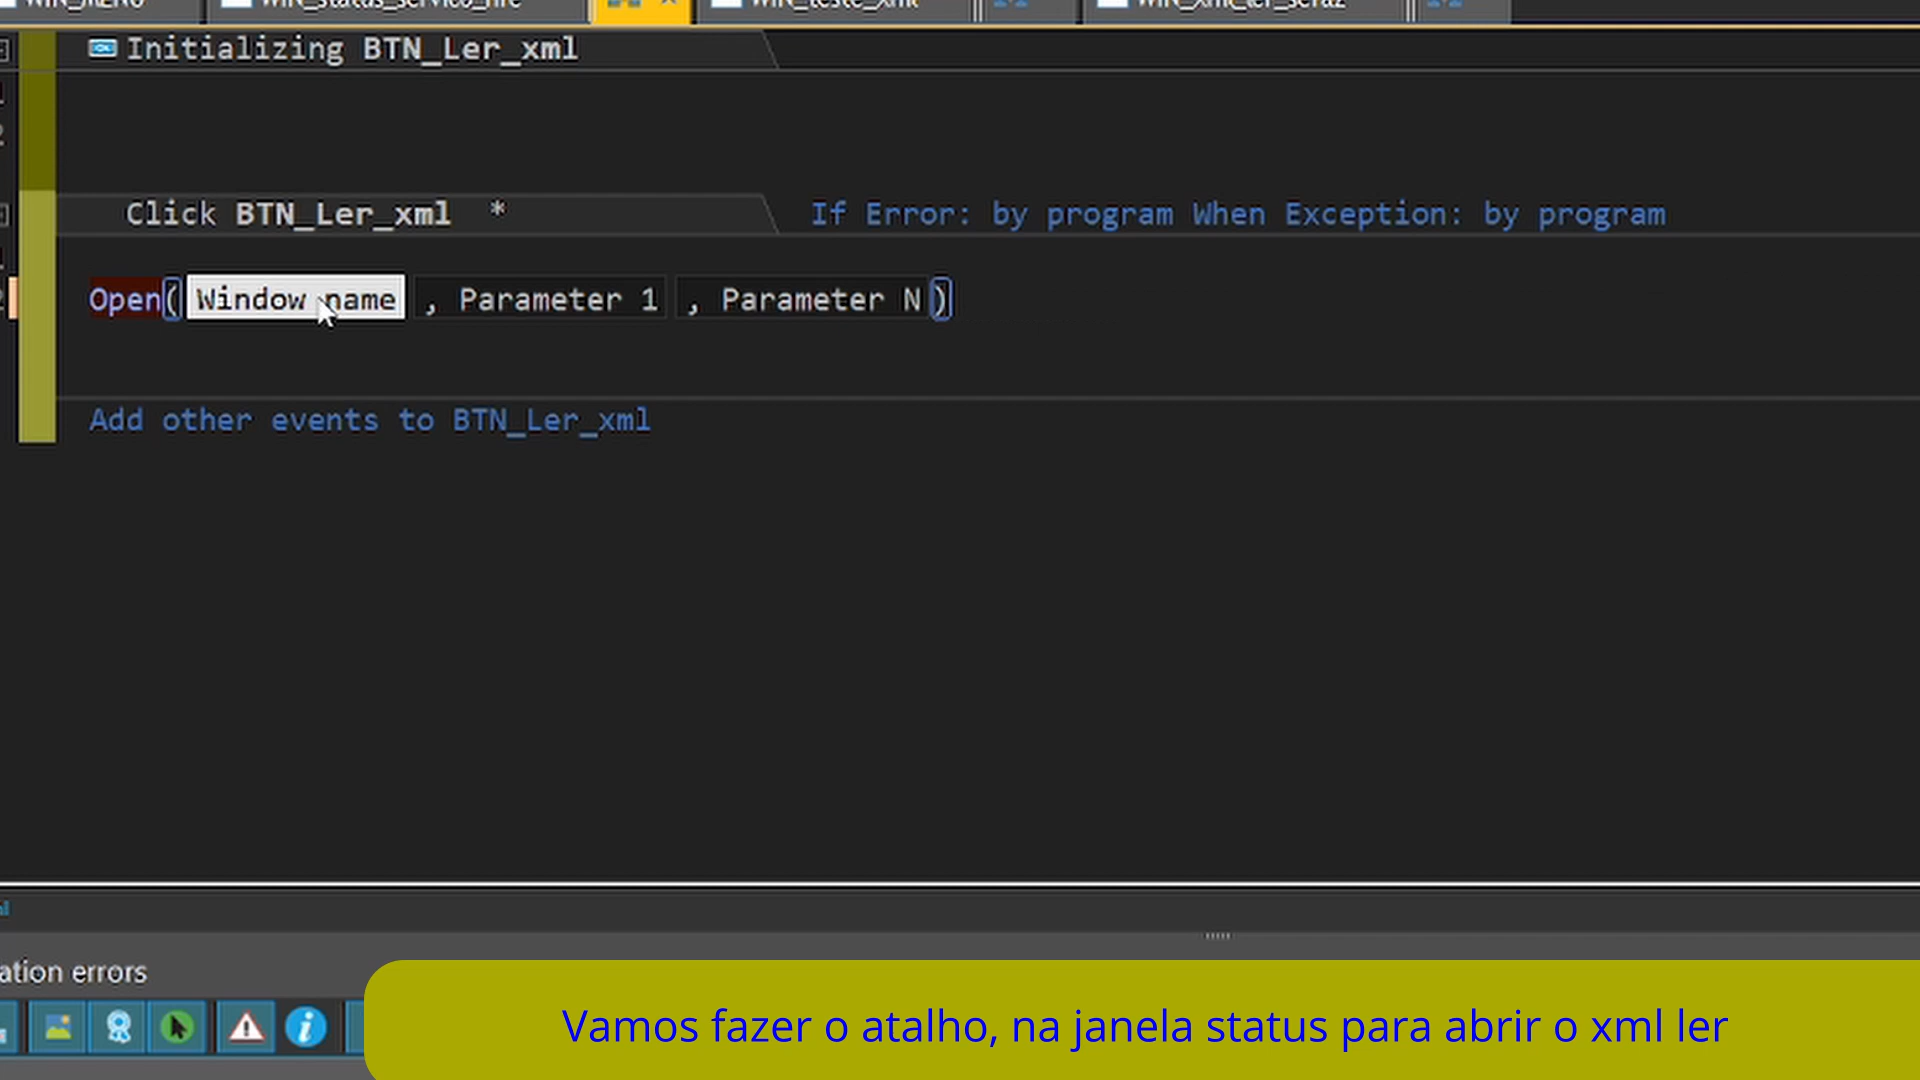 Initializing BTN_Ler_xml
Click BTN_Ler_xml * If Error: by program When Exception: by program
Open( Window name , Parameter 1 , Parameter N )
Add other events to BTN_Ler_xml
ation errors
Vamos fazer o atalho, na janela status para abrir o xml ler